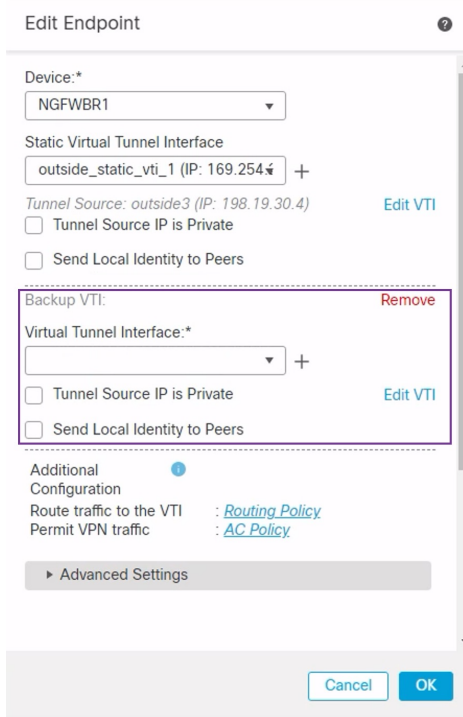 Edit Endpoint
?
Device:*
NGFWBR1
Static Virtual Tunnel Interface
outside_static_vti_1 (IP: 169.254.
Tunnel Source: outside3 (IP: 198.19.30.4) Edit VTI
Tunnel Source IP is Private
Send Local Identity to Peers
Backup VTI: Remove
Virtual Tunnel Interface:*
Tunnel Source IP is Private Edit VTI
Send Local Identity to Peers
Additional
Configuration
Route traffic to the VTI : Routing Policy
Permit VPN traffic : AC Policy
Advanced Settings
Cancel OK